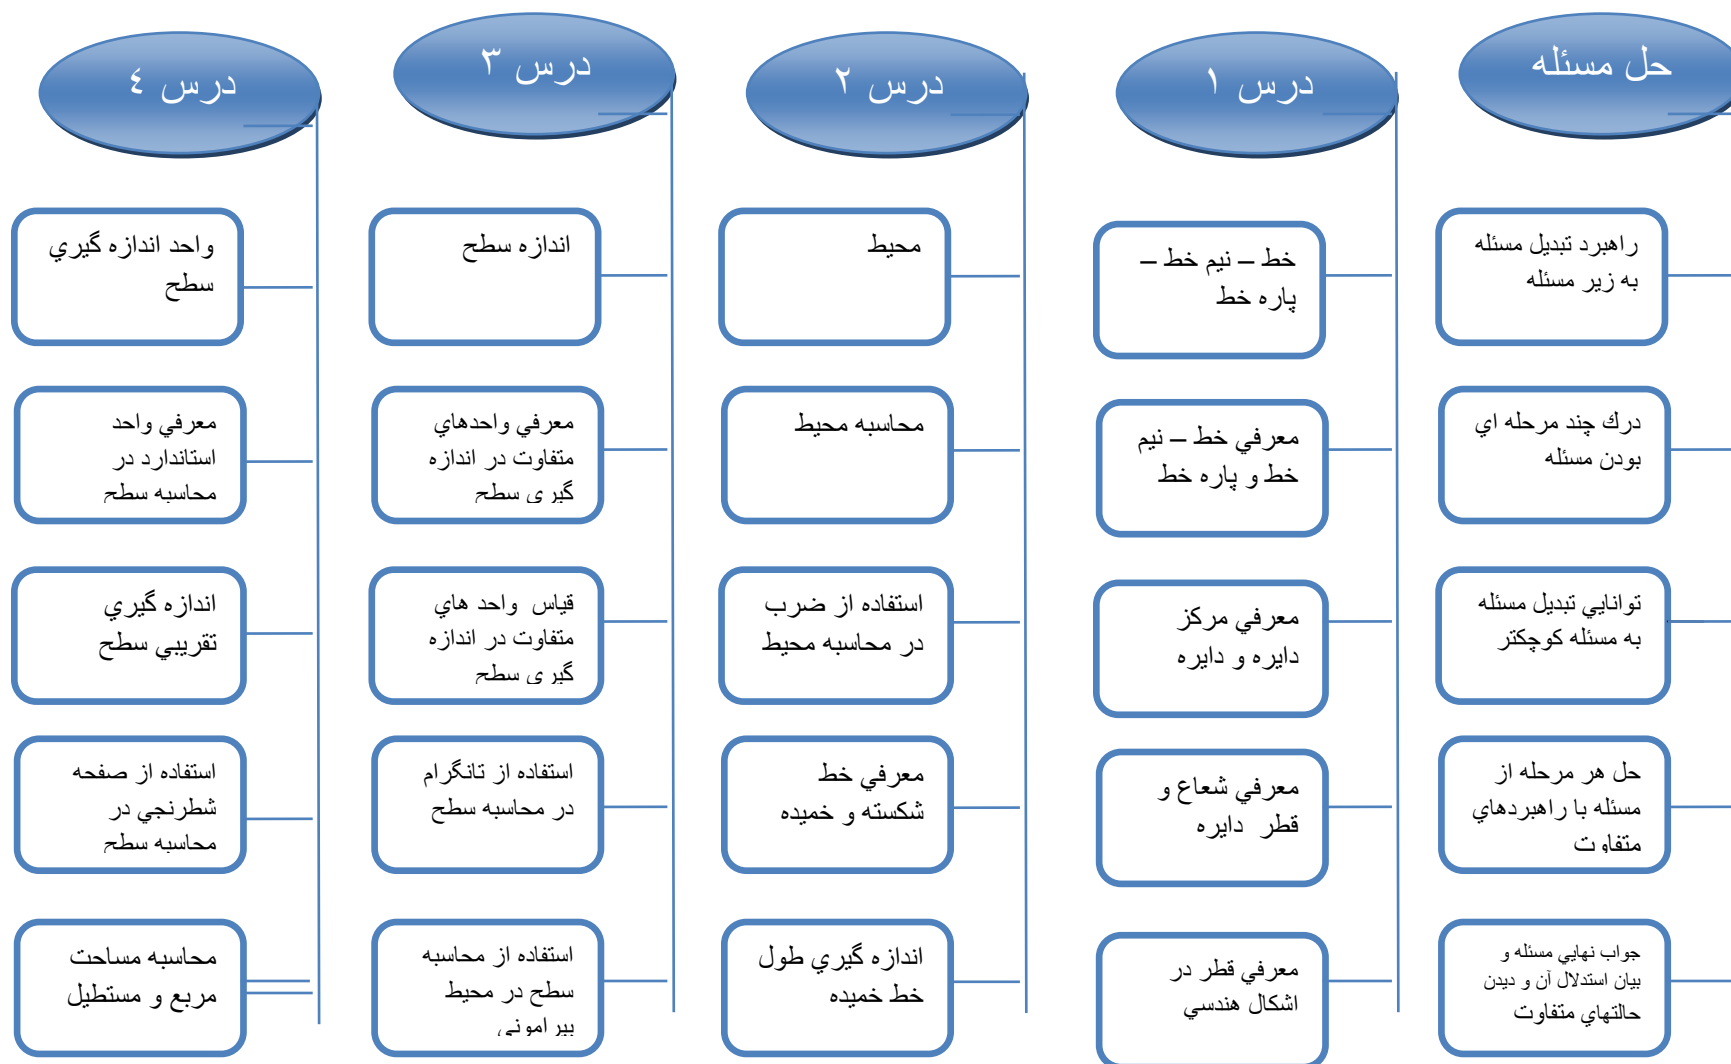 حل مسئله
راهبرد تبديل مسئله
به زير مسئله
درك چند مرحله اي
بودن مسئله
توانايي تبديل مسئله
به مسئله كوچكتر
حل هر مرحله از
مسئله با راهبردهاي
متفاوت
جواب نهايي مسئله و
بيان استدلال آن و ديدن
حالتهاي متفاوت
درس ١
خط – نيم خط –
پاره خط
معرفي خط – نيم
خط و پاره خط
معرفي مركز
دايره و دايره
معرفي شعاع و
قطر دايره
معرفي قطر در
اشكال هندسي
درس ٢
محيط
محاسبه محيط
استفاده از ضرب
در محاسبه محيط
معرفي خط
شكسته و خميده
اندازه گيري طول
خط خميده
درس ٣
اندازه سطح
معرفي واحدهاي
متفاوت در اندازه
گيري سطح
قياس واحد هاي
متفاوت در اندازه
گيري سطح
استفاده از تانگرام
در محاسبه سطح
استفاده از محاسبه
سطح در محيط
پيراموني
درس ٤
واحد اندازه گيري
سطح
معرفي واحد
استاندارد در
محاسبه سطح
اندازه گيري
تقريبي سطح
استفاده از صفحه
شطرنجي در
محاسبه سطح
محاسبه مساحت
مربع و مستطيل